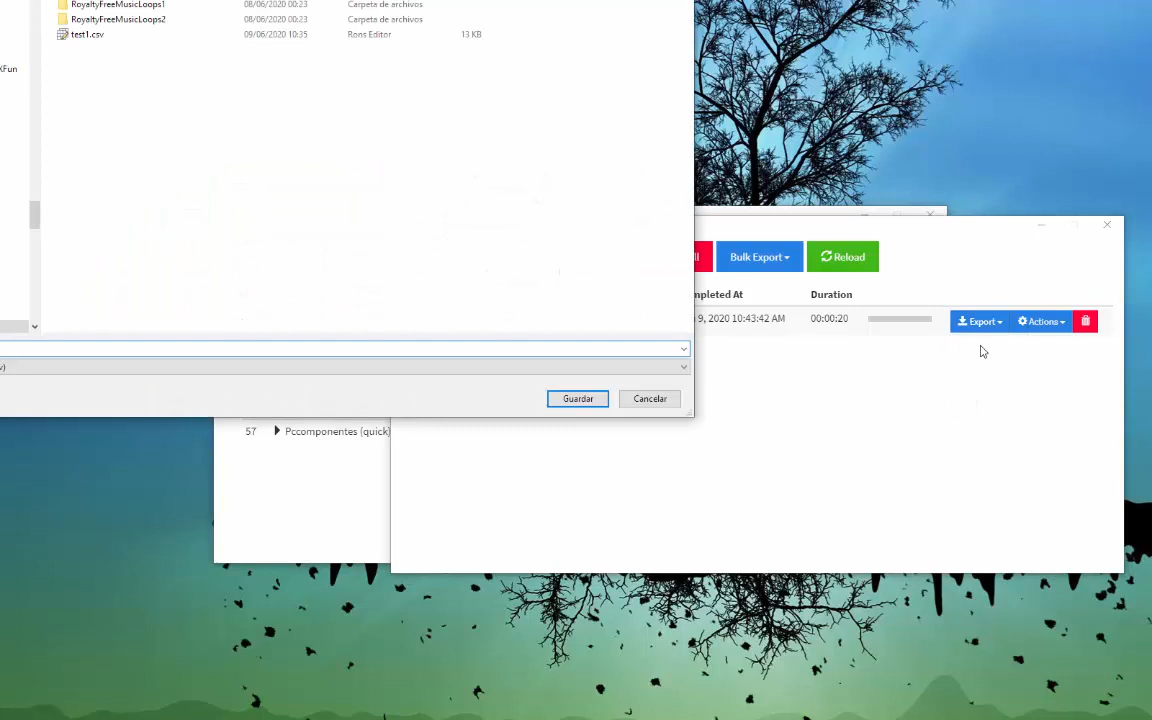 RoyaltyFreeMusicLoops1 08/06/2020 00:23 Carpeta de archivos
RoyaltyFreeMusicLoops2 08/06/2020 00:23 Carpeta de archivos
test1.csv 09/06/2020 10:35 Rons Editor 13 KB
KFun
Bulk Export
Reload
mpleted At Duration
9, 2020 10:43:42 AM 00:00:20 Export Actions
v)
Guardar Cancelar
57 Pccomponentes (quick)